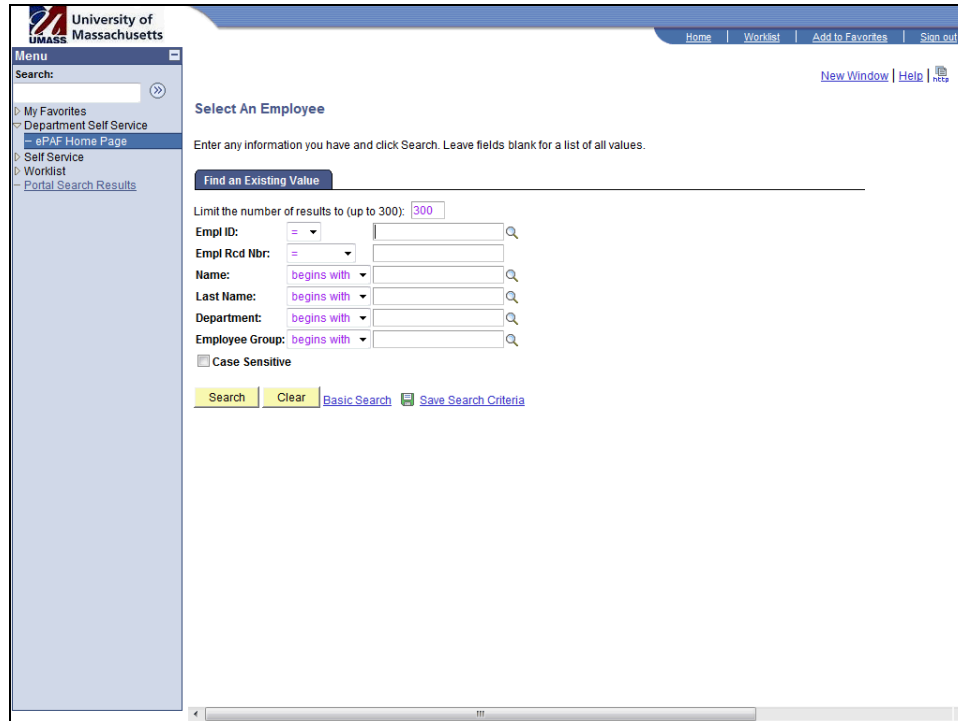 University of
Massachusetts
UMASS
Home | Worklist | Add to Favorites | Sign out
Menu
Search:
My Favorites
Department Self Service
ePAF Home Page
Self Service
Worklist
Portal Search Results
New Window | Help | http
Select An Employee
Enter any information you have and click Search. Leave fields blank for a list of all values.
Find an Existing Value
Limit the number of results to (up to 300): 300
Empl ID: =
Empl Rcd Nbr: =
Name: begins with
Last Name: begins with
Department: begins with
Employee Group: begins with
Case Sensitive
Search Clear Basic Search Save Search Criteria